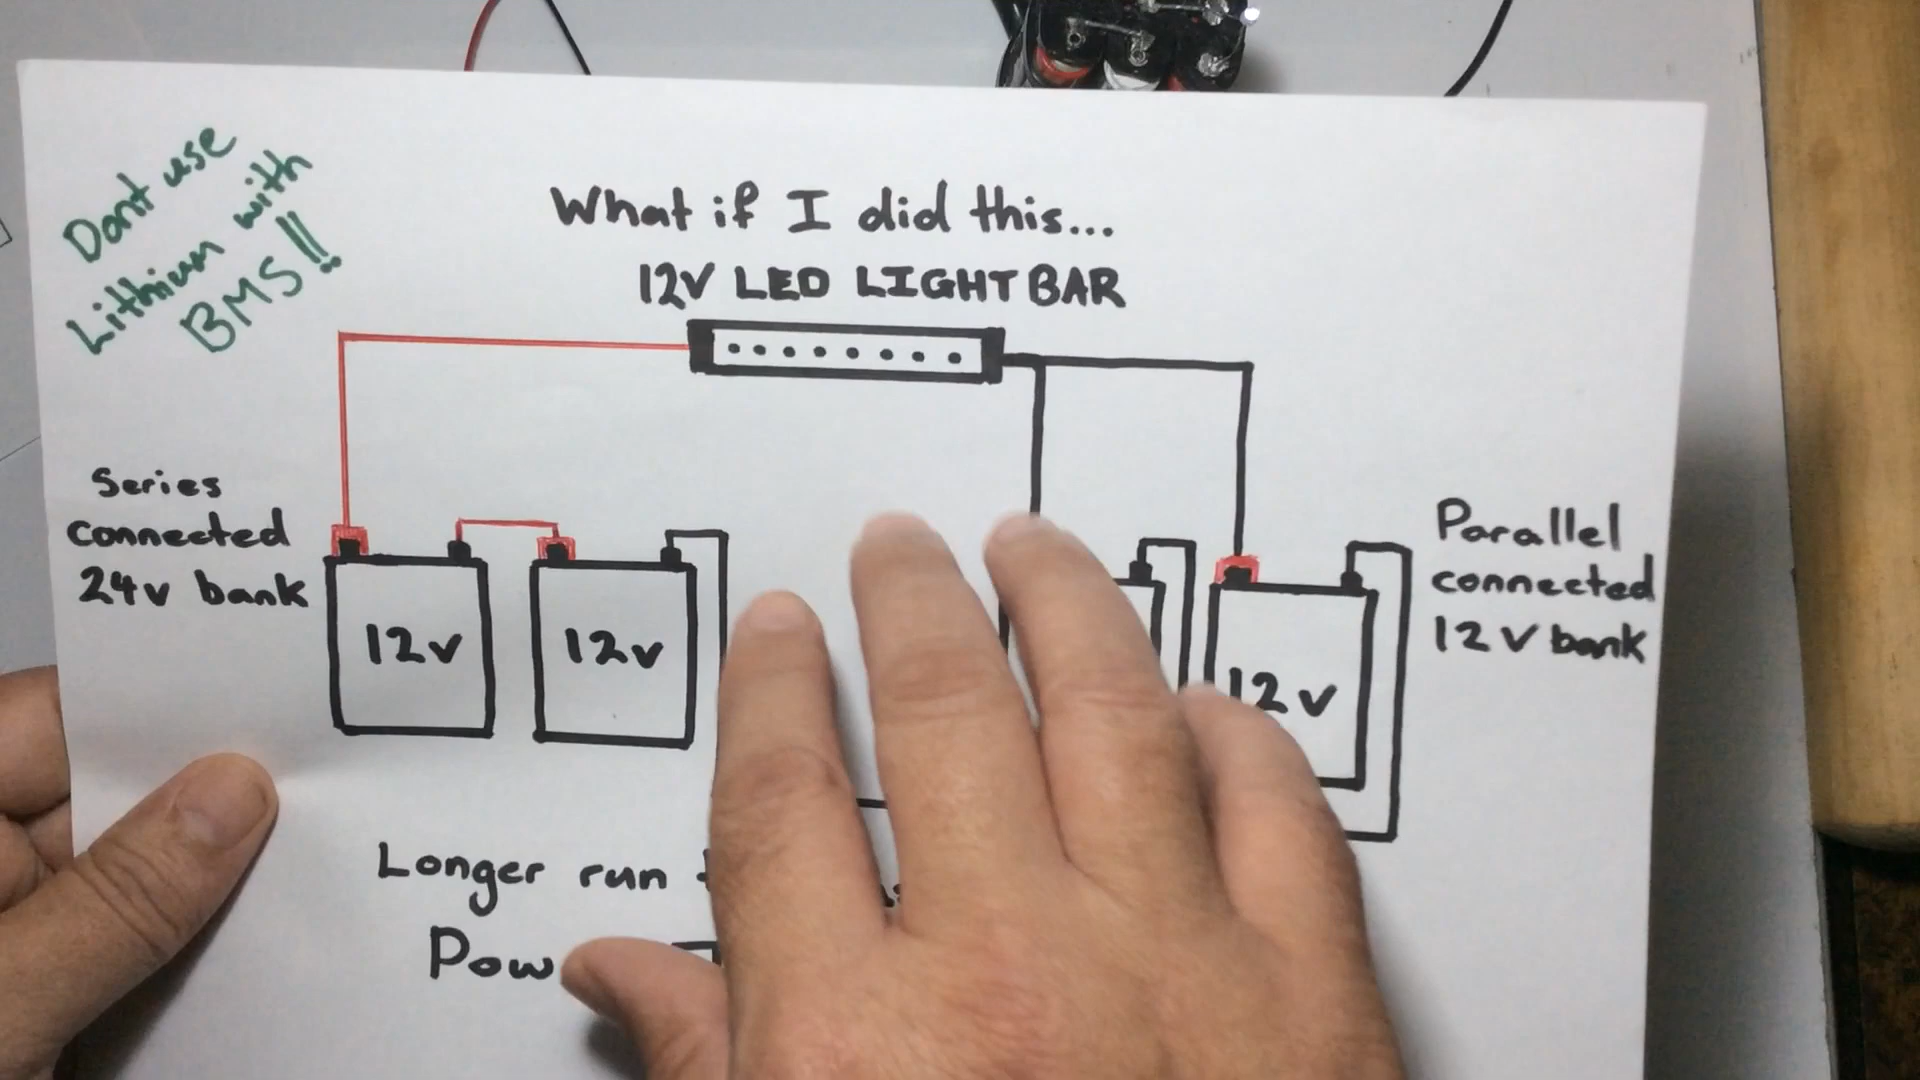 Dont use
Lithium with
BMS!!
What if I did this...
12V LED LIGHT BAR
Series
connected
24v bank
12v
12v
12v
Parallel
connected
12V bank
Longer run